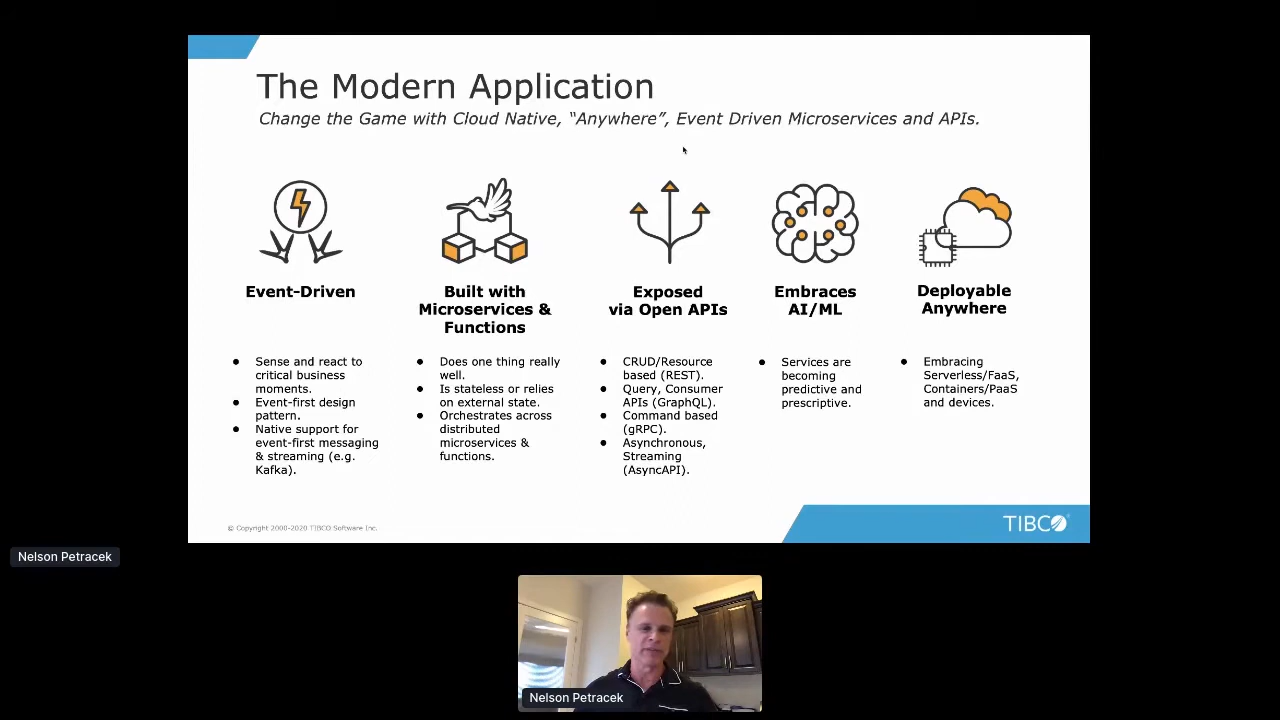 The Modern Application
Change the Game with Cloud Native, “Anywhere”, Event Driven Microservices and APIs.
Event-Driven
● Sense and react to
critical business
moments.
● Event-first design
pattern.
● Native support for
event-first messaging
& streaming (e.g.
Kafka).
Built with
Microservices &
Functions
● Does one thing really
well.
● Is stateless or relies
on external state.
● Orchestrates across
distributed
microservices &
functions.
Exposed
via Open APIs
● CRUD/Resource
based (REST).
● Query, Consumer
APIs (GraphQL).
● Command based
(gRPC).
● Asynchronous,
Streaming
(AsyncAPI).
Embraces
AI/ML
● Services are
becoming
predictive and
prescriptive.
Deployable
Anywhere
● Embracing
Serverless/FaaS,
Containers/PaaS
and devices.
© Copyright 2000-2020 TIBCO Software Inc.
TIBCO®
Nelson Petracek
Nelson Petracek